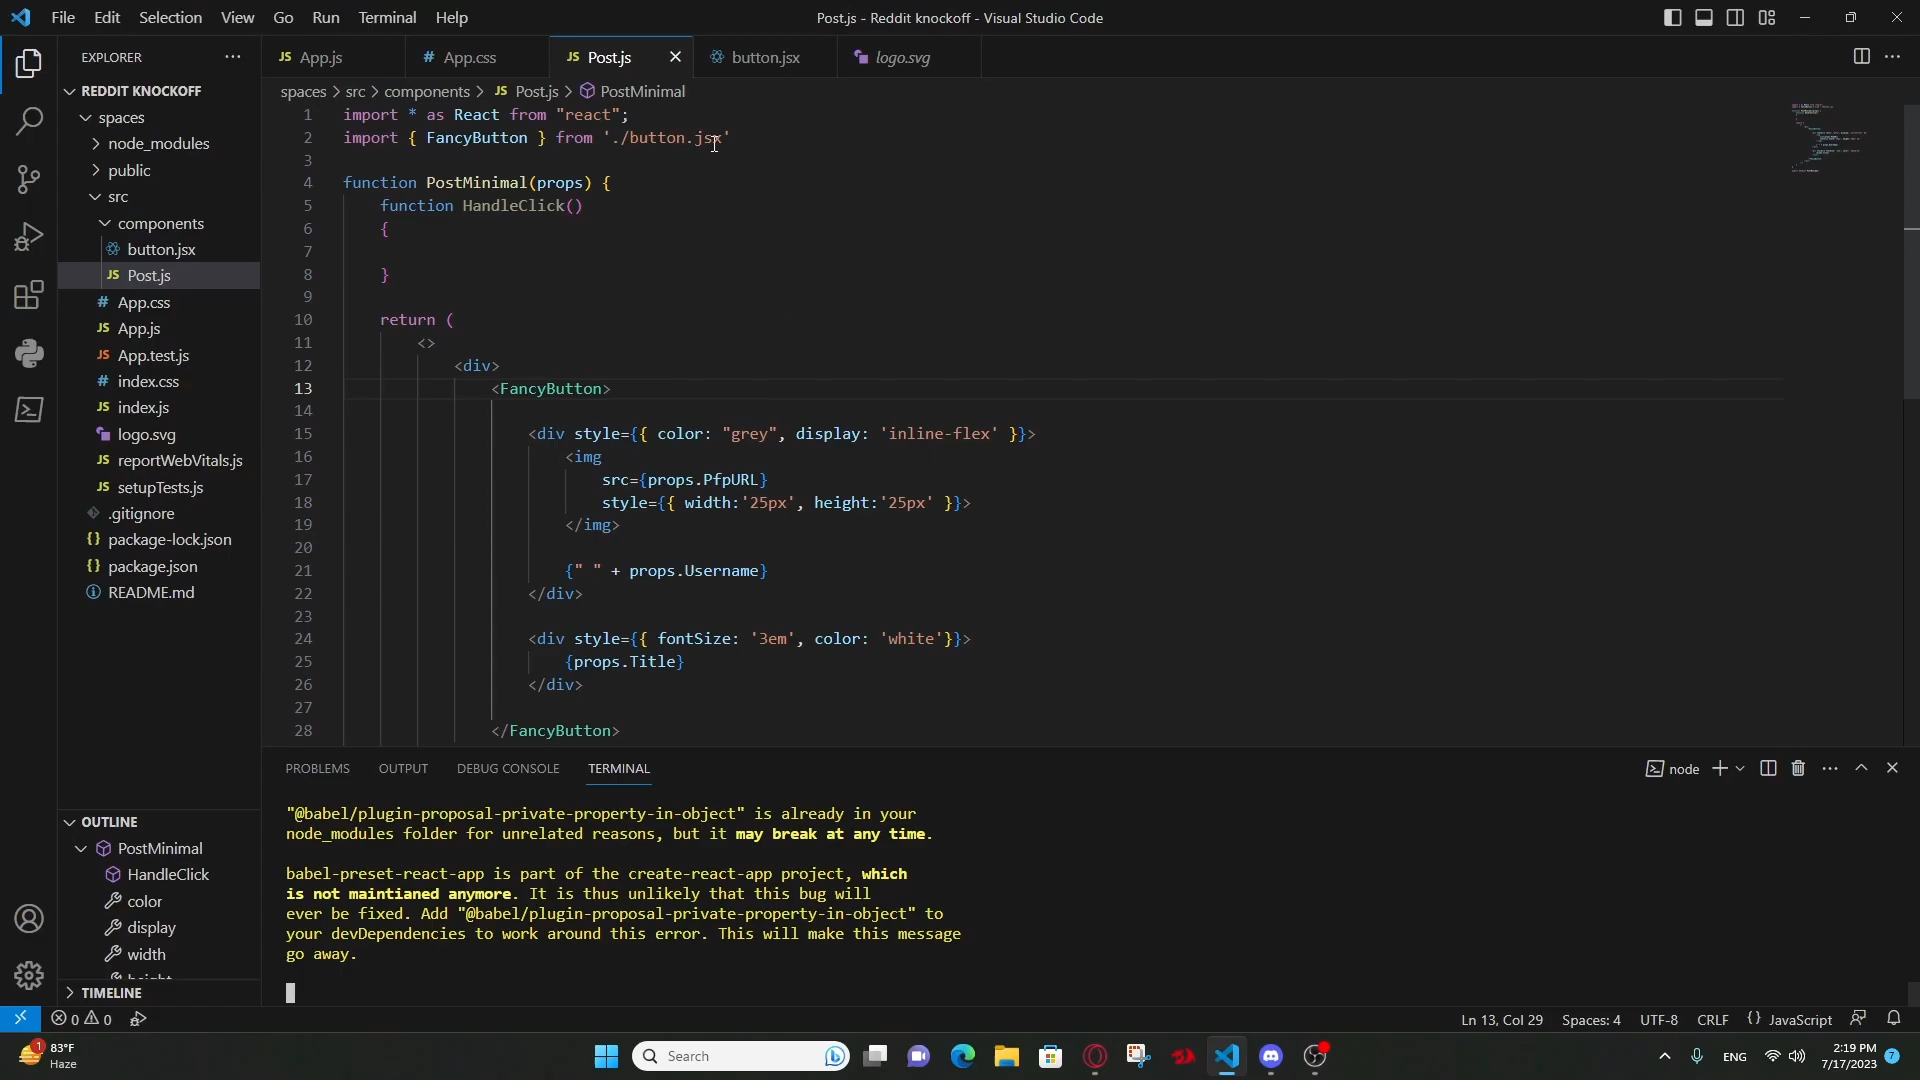 File Edit Selection View Go Run Terminal Help
Post.js - Reddit knockoff - Visual Studio Code
EXPLORER
REDDIT KNOCKOFF
spaces
node_modules
public
src
components
button.jsx
JS Post.js
# App.css
JS App.js
JS App.test.js
# index.css
JS index.js
logo.svg
JS reportWebVitals.js
JS setupTests.js
.gitignore
{} package-lock.json
{} package.json
README.md
OUTLINE
PostMinimal
HandleClick
color
display
width
height
TIMELINE
JS App.js
# App.css
JS Post.js
button.jsx
logo.svg
spaces > src > components > JS Post.js > PostMinimal
1 import * as React from "react";
2 import { FancyButton } from './button.jsx'
3
4 function PostMinimal(props) {
5 function HandleClick()
6 {
7
8 }
9
10 return (
11 <>
12 <div>
13 <FancyButton>
14
15 <div style={{ color: "grey", display: 'inline-flex' }}>
16 <img
17 src={props.PfpURL}
18 style={{ width:'25px', height:'25px' }}>
19 </img>
20
21 {" " + props.Username}
22 </div>
23
24 <div style={{ fontSize: '3em', color: 'white'}}>
25 {props.Title}
26 </div>
27
28 </FancyButton>
PROBLEMS OUTPUT DEBUG CONSOLE TERMINAL
node
"@babel/plugin-proposal-private-property-in-object" is already in your
node_modules folder for unrelated reasons, but it may break at any time.
babel-preset-react-app is part of the create-react-app project, which
is not maintianed anymore. It is thus unlikely that this bug will
ever be fixed. Add "@babel/plugin-proposal-private-property-in-object" to
your devDependencies to work around this error. This will make this message
go away.
0 0
Ln 13, Col 29 Spaces: 4 UTF-8 CRLF {} JavaScript
1
83°F
Haze
Search
ENG
2:19 PM
7/17/2023
7